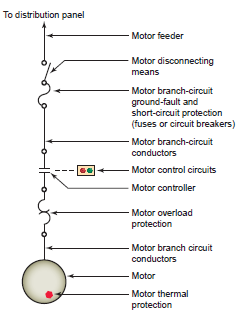 To distribution panel
Motor feeder
Motor disconnecting
means
Motor branch-circuit
ground-fault and
short-circuit protection
(fuses or circuit breakers)
Motor branch-circuit
conductors
Motor control circuits
Motor controller
Motor overload
protection
Motor branch circuit
conductors
Motor
Motor thermal
protection